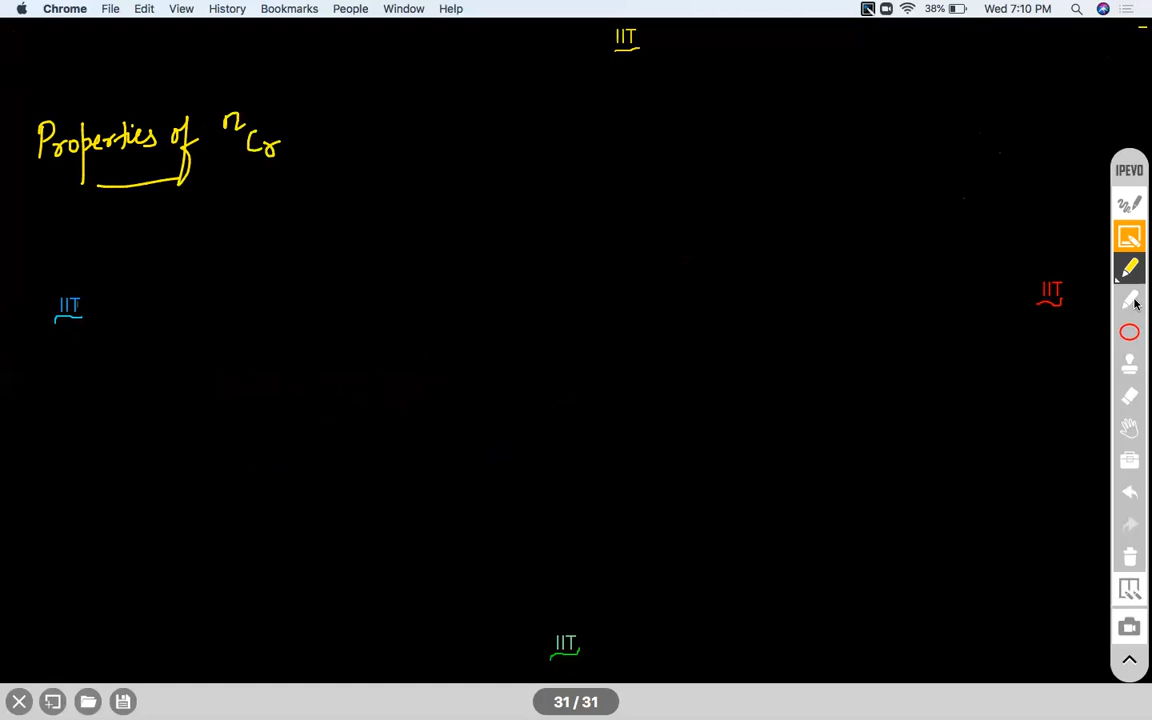 Chrome File Edit View History Bookmarks People Window Help 38% Wed 7:10 PM
IIT
Properties of ⁿCᵣ
IPEVO
IIT
IIT
IIT
31 / 31